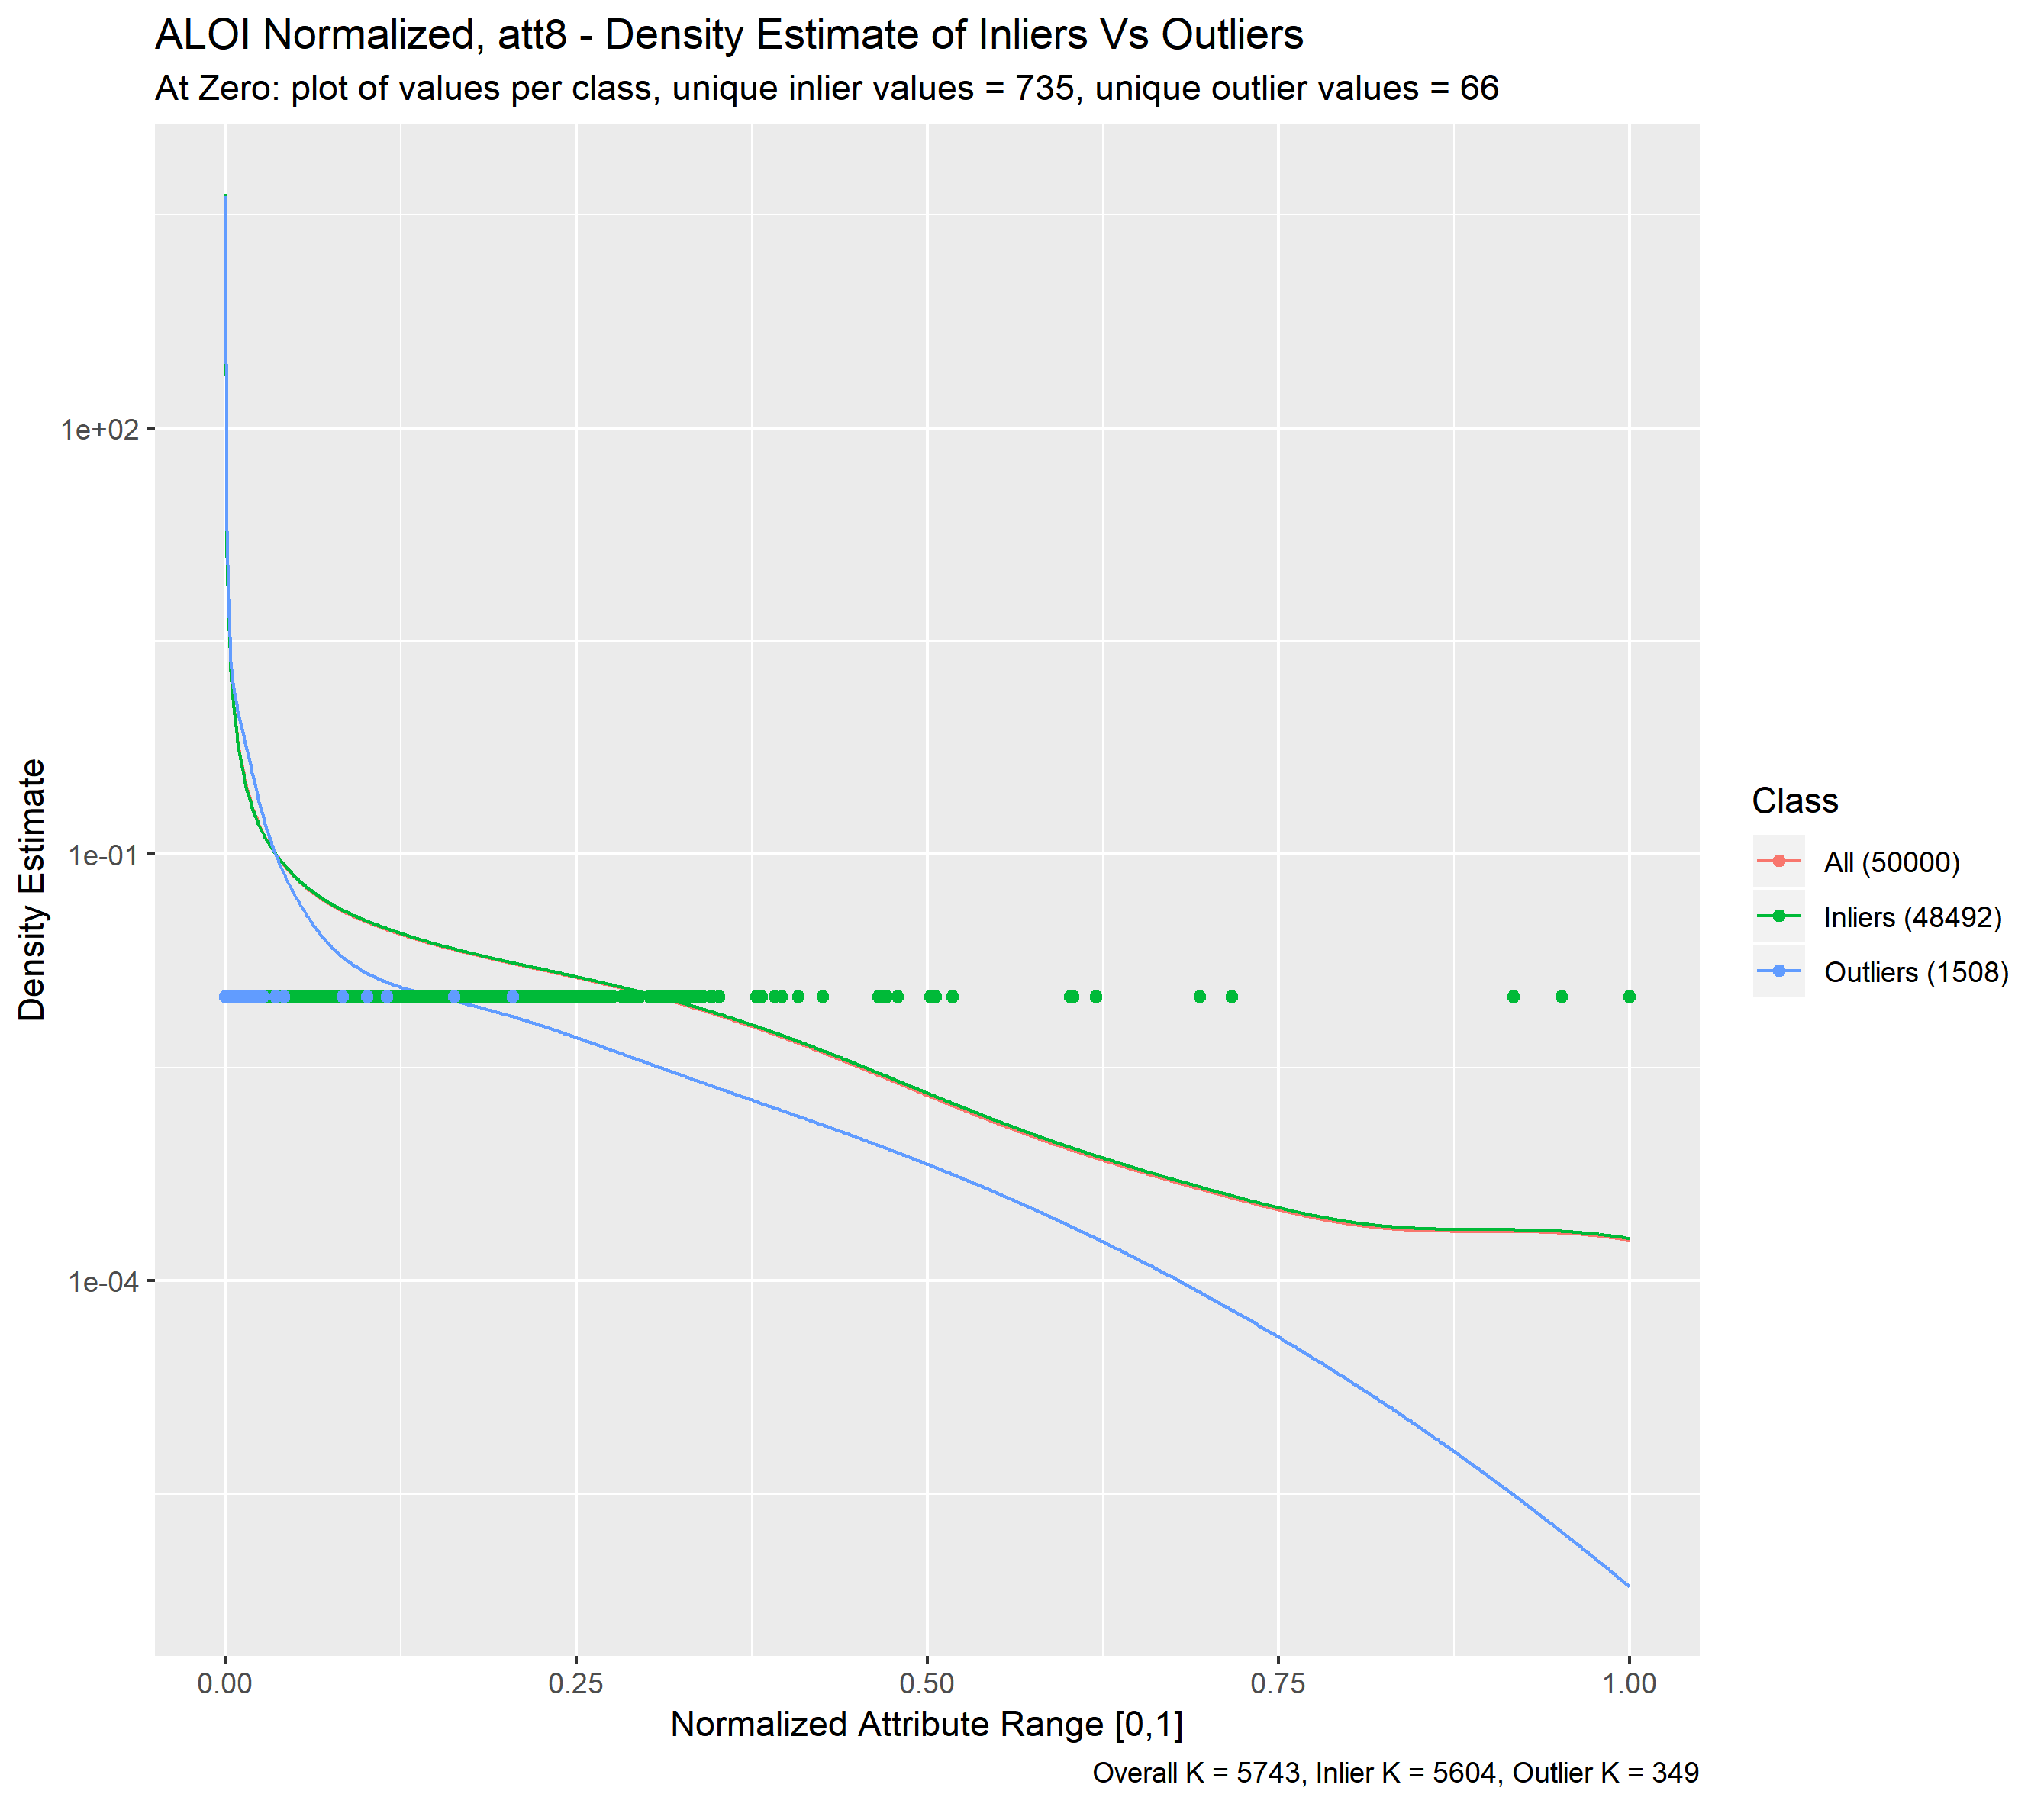 ALOI Normalized, att8 - Density Estimate of Inliers Vs Outliers
At Zero: plot of values per class, unique inlier values = 735, unique outlier values = 66
1e+02
1e-01
1e-04
Density Estimate
0.00 0.25 0.50 0.75 1.00
Normalized Attribute Range [0,1]
Overall K = 5743, Inlier K = 5604, Outlier K = 349
Class
All (50000)
Inliers (48492)
Outliers (1508)